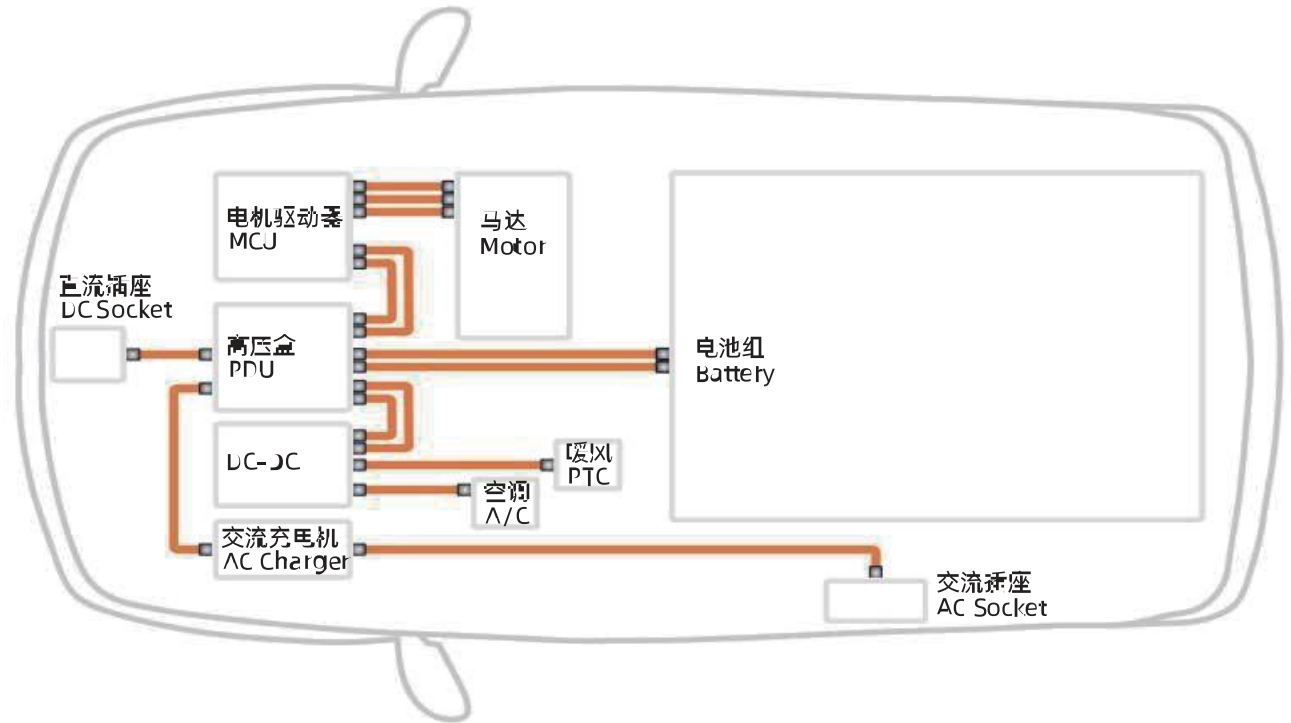 电机驱动器
MCU
马达
Motor
直流插座
DC Socket
高压盒
PDU
电池组
Battery
DC-DC
暖风
PTC
空调
A/C
交流充电机
AC Charger
交流插座
AC Socket